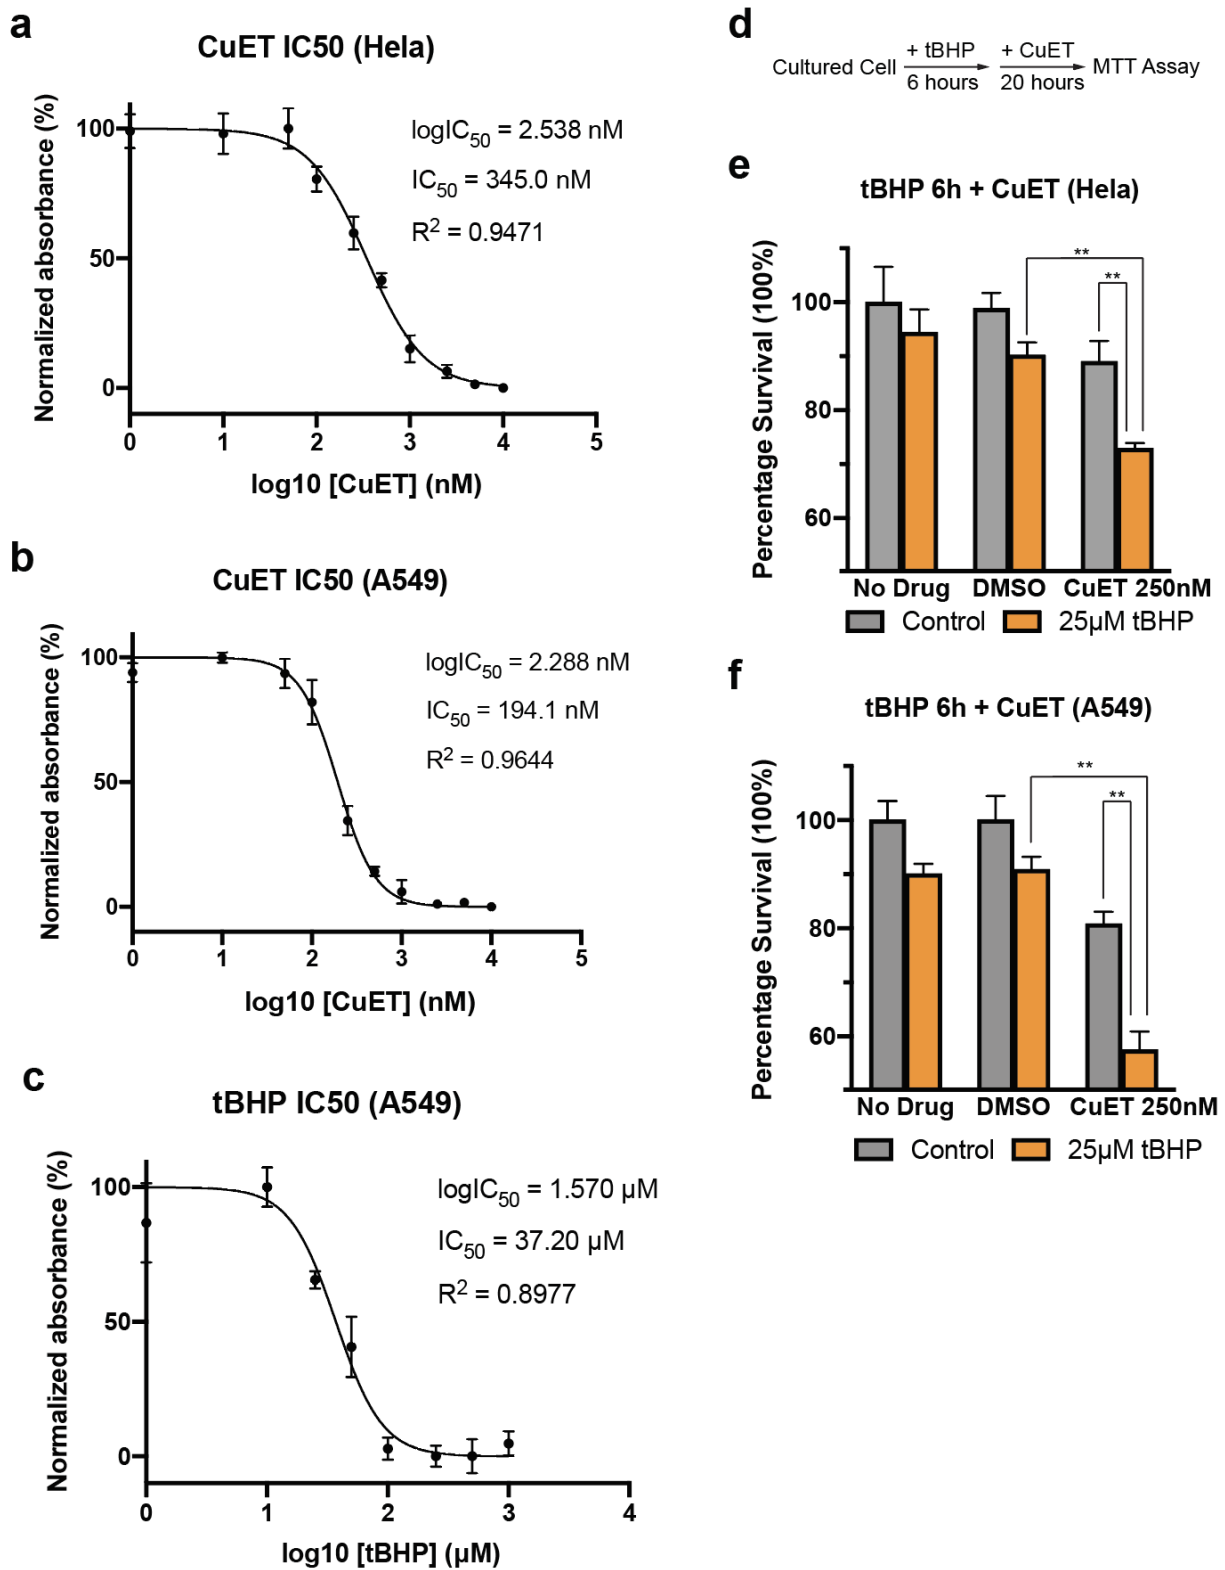 a
CuET IC50 (Hela)
Normalized absorbance (%)
100
50
0
logIC50 = 2.538 nM
IC50 = 345.0 nM
R2 = 0.9471
0 1 2 3 4 5
log10 [CuET] (nM)
b
CuET IC50 (A549)
Normalized absorbance (%)
100
50
0
logIC50 = 2.288 nM
IC50 = 194.1 nM
R2 = 0.9644
0 1 2 3 4 5
log10 [CuET] (nM)
c
tBHP IC50 (A549)
Normalized absorbance (%)
100
50
0
logIC50 = 1.570 µM
IC50 = 37.20 µM
R2 = 0.8977
0 1 2 3 4
log10 [tBHP] (µM)
d
Cultured Cell + tBHP 6 hours + CuET 20 hours MTT Assay
e
tBHP 6h + CuET (Hela)
Percentage Survival (100%)
100
80
60
**
**
No Drug DMSO CuET 250nM
Control 25µM tBHP
f
tBHP 6h + CuET (A549)
Percentage Survival (100%)
100
80
60
**
**
No Drug DMSO CuET 250nM
Control 25µM tBHP